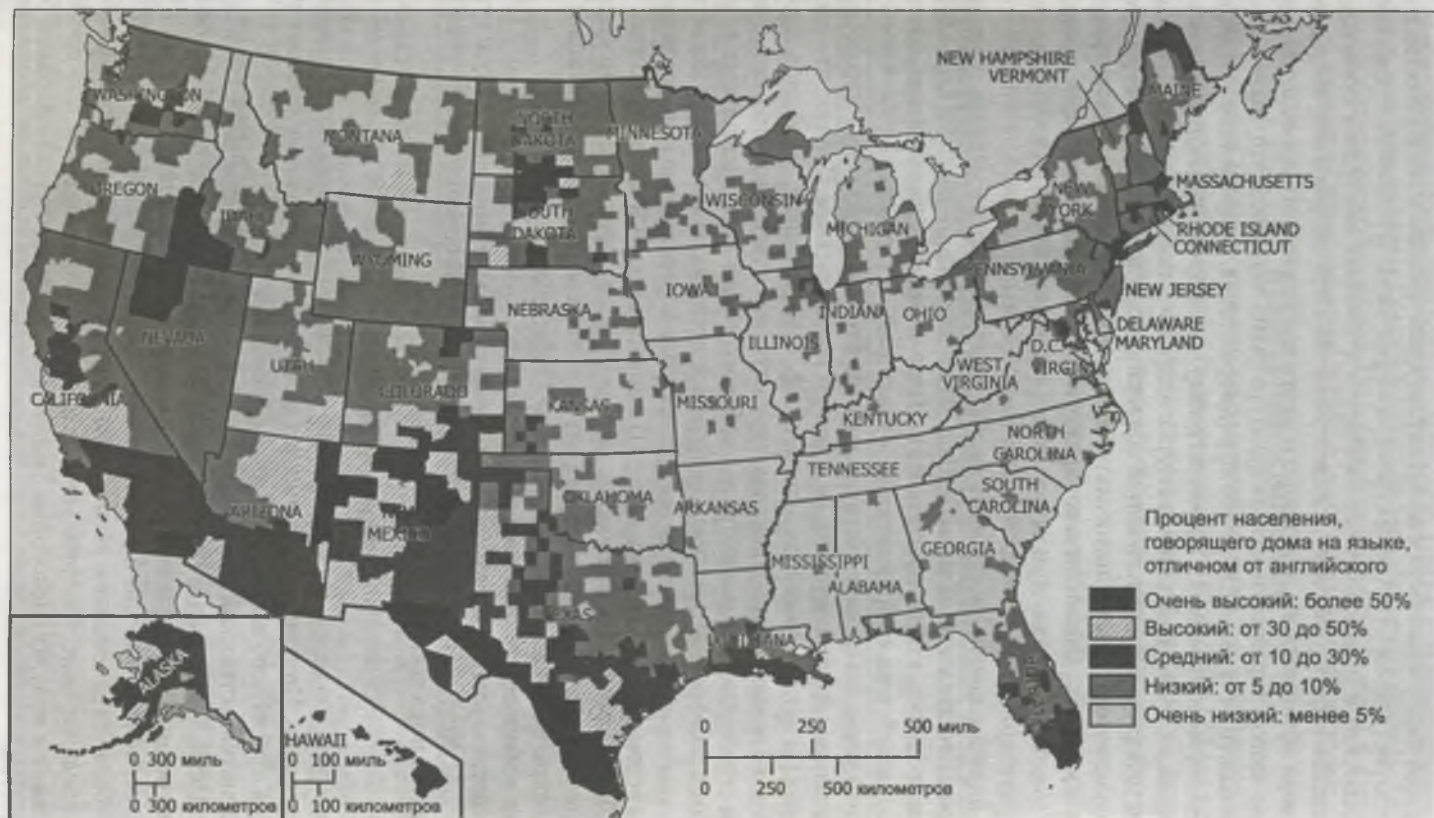 NEW HAMPSHIRE
VERMONT
MAINE
WASHINGTON
MONTANA
NORTH
DAKOTA
MINNESOTA
OREGON
IDAHO
SOUTH
DAKOTA
WISCONSIN
MICHIGAN
NEW
YORK
MASSACHUSETTS
RHODE ISLAND
CONNECTICUT
WYOMING
NEBRASKA
IOWA
PENNSYLVANIA
NEW JERSEY
NEVADA
UTAH
COLORADO
ILLINOIS
INDIANA
OHIO
DELAWARE
MARYLAND
D.C.
WEST
VIRGINIA
VIRGINIA
CALIFORNIA
KANSAS
MISSOURI
KENTUCKY
NORTH
CAROLINA
TENNESSEE
ARIZONA
MEXICO
OKLAHOMA
ARKANSAS
SOUTH
CAROLINA
MISSISSIPPI
ALABAMA
GEORGIA
TEXAS
LOUISIANA
Процент населения,
говорящего дома на языке,
отличном от английского
Очень высокий: более 50%
Высокий: от 30 до 50%
Средний: от 10 до 30%
Низкий: от 5 до 10%
Очень низкий: менее 5%
ALASKA
0 300 миль
0 300 километров
HAWAII
0 100 миль
0 100 километров
0 250 500 миль
0 250 500 километров